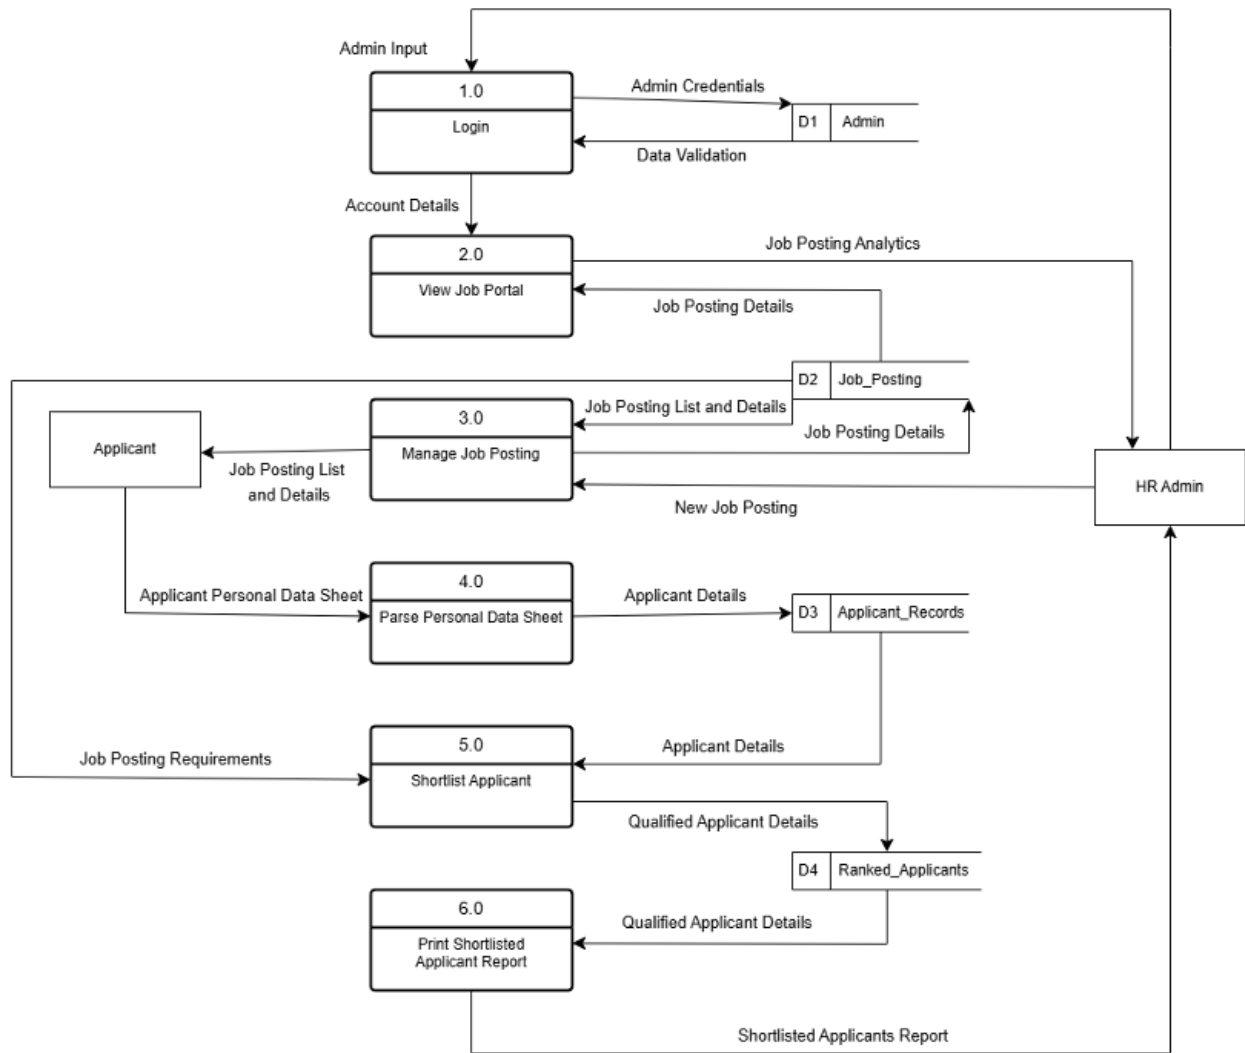 Admin Input
1.0
Login
Admin Credentials
D1
Admin
Data Validation
Account Details
2.0
View Job Portal
Job Posting Analytics
Job Posting Details
D2
Job_Posting
Job Posting List and Details
Job Posting Details
3.0
Manage Job Posting
Applicant
Job Posting List
and Details
New Job Posting
HR Admin
4.0
Parse Personal Data Sheet
Applicant Personal Data Sheet
Applicant Details
D3
Applicant_Records
5.0
Shortlist Applicant
Job Posting Requirements
Applicant Details
Qualified Applicant Details
D4
Ranked_Applicants
6.0
Print Shortlisted
Applicant Report
Qualified Applicant Details
Shortlisted Applicants Report